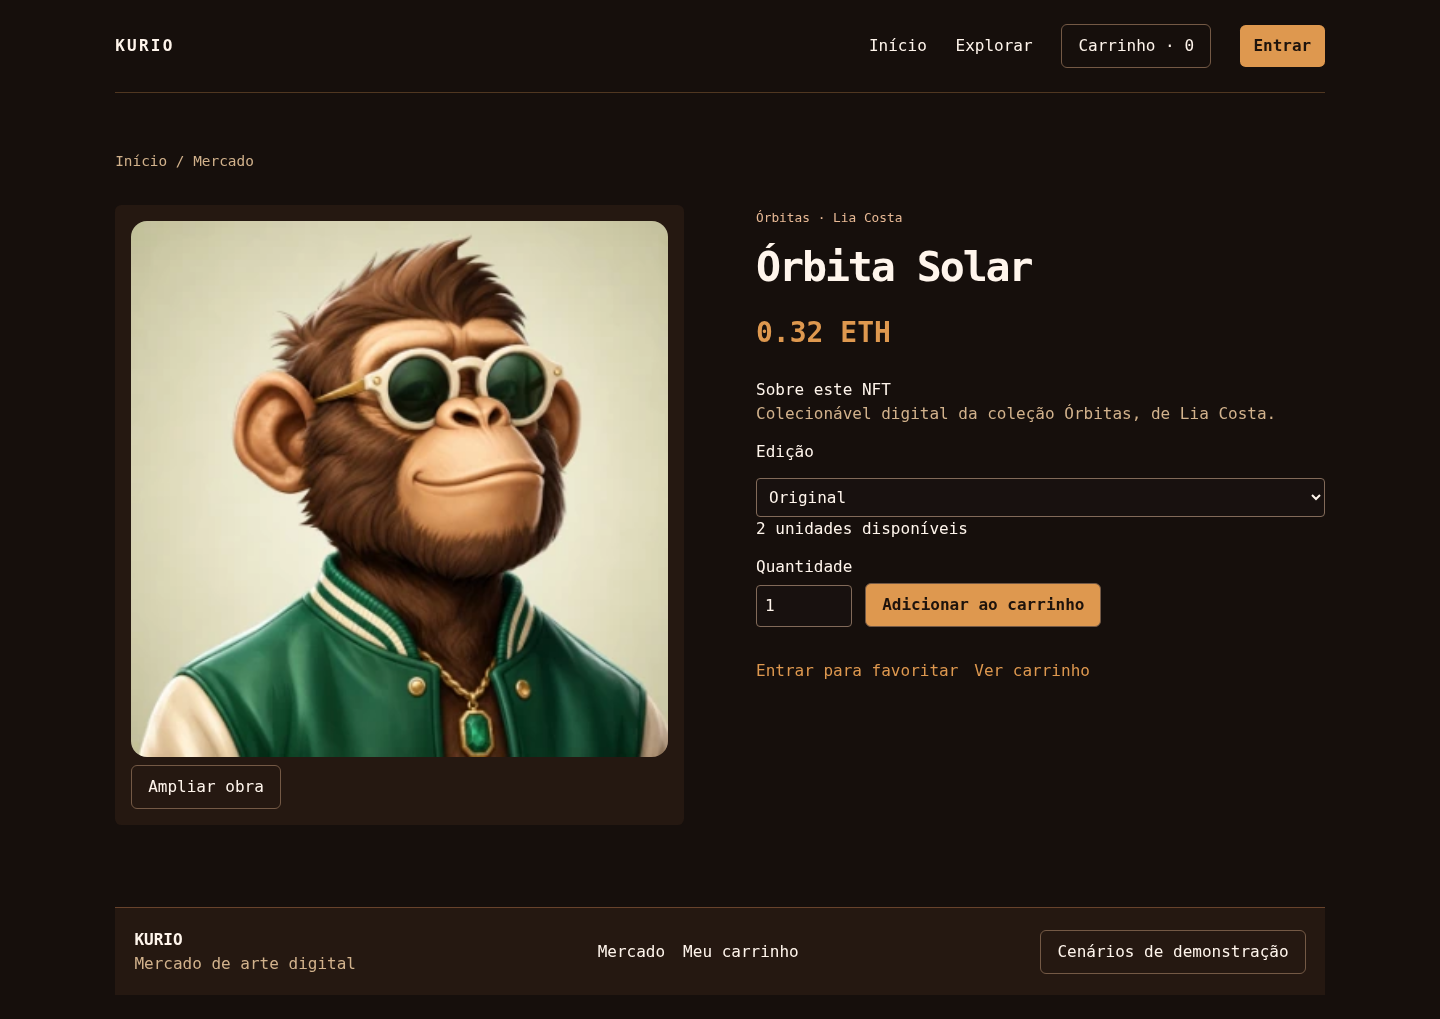 KURIO
Início
Explorar
Carrinho · 0
Entrar
Início / Mercado
Órbitas · Lia Costa
Órbita Solar
0.32 ETH
Sobre este NFT
Colecionável digital da coleção Órbitas, de Lia Costa.
Edição
Original
2 unidades disponíveis
Quantidade
1
Adicionar ao carrinho
Entrar para favoritar
Ver carrinho
Ampliar obra
KURIO
Mercado de arte digital
Mercado
Meu carrinho
Cenários de demonstração